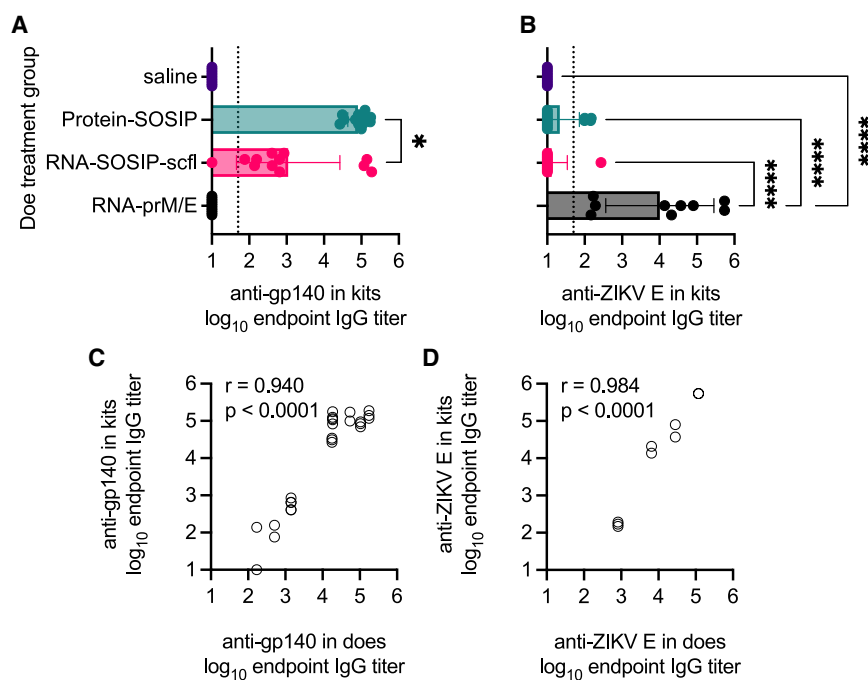 A
B
Doe treatment group
saline
Protein-SOSIP
RNA-SOSIP-scfl
RNA-prM/E
*
****
****
****
1 2 3 4 5 6
1 2 3 4 5 6
anti-gp140 in kits
log10 endpoint IgG titer
anti-ZIKV E in kits
log10 endpoint IgG titer
C
D
anti-gp140 in kits
log10 endpoint IgG titer
6
5
4
3
2
1
r = 0.940
p < 0.0001
1 2 3 4 5 6
anti-gp140 in does
log10 endpoint IgG titer
anti-ZIKV E in kits
log10 endpoint IgG titer
6
5
4
3
2
1
r = 0.984
p < 0.0001
1 2 3 4 5 6
anti-ZIKV E in does
log10 endpoint IgG titer